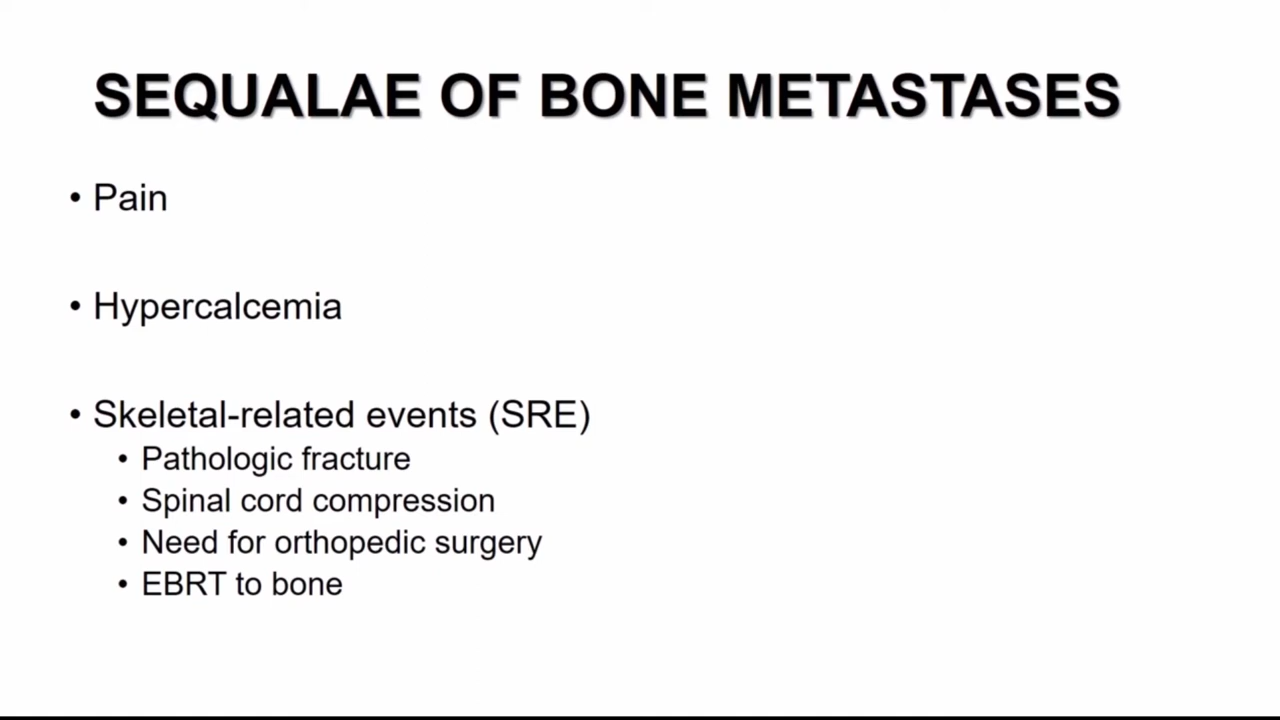 SEQUALAE OF BONE METASTASES
• Pain
• Hypercalcemia
• Skeletal-related events (SRE)
• Pathologic fracture
• Spinal cord compression
• Need for orthopedic surgery
• EBRT to bone